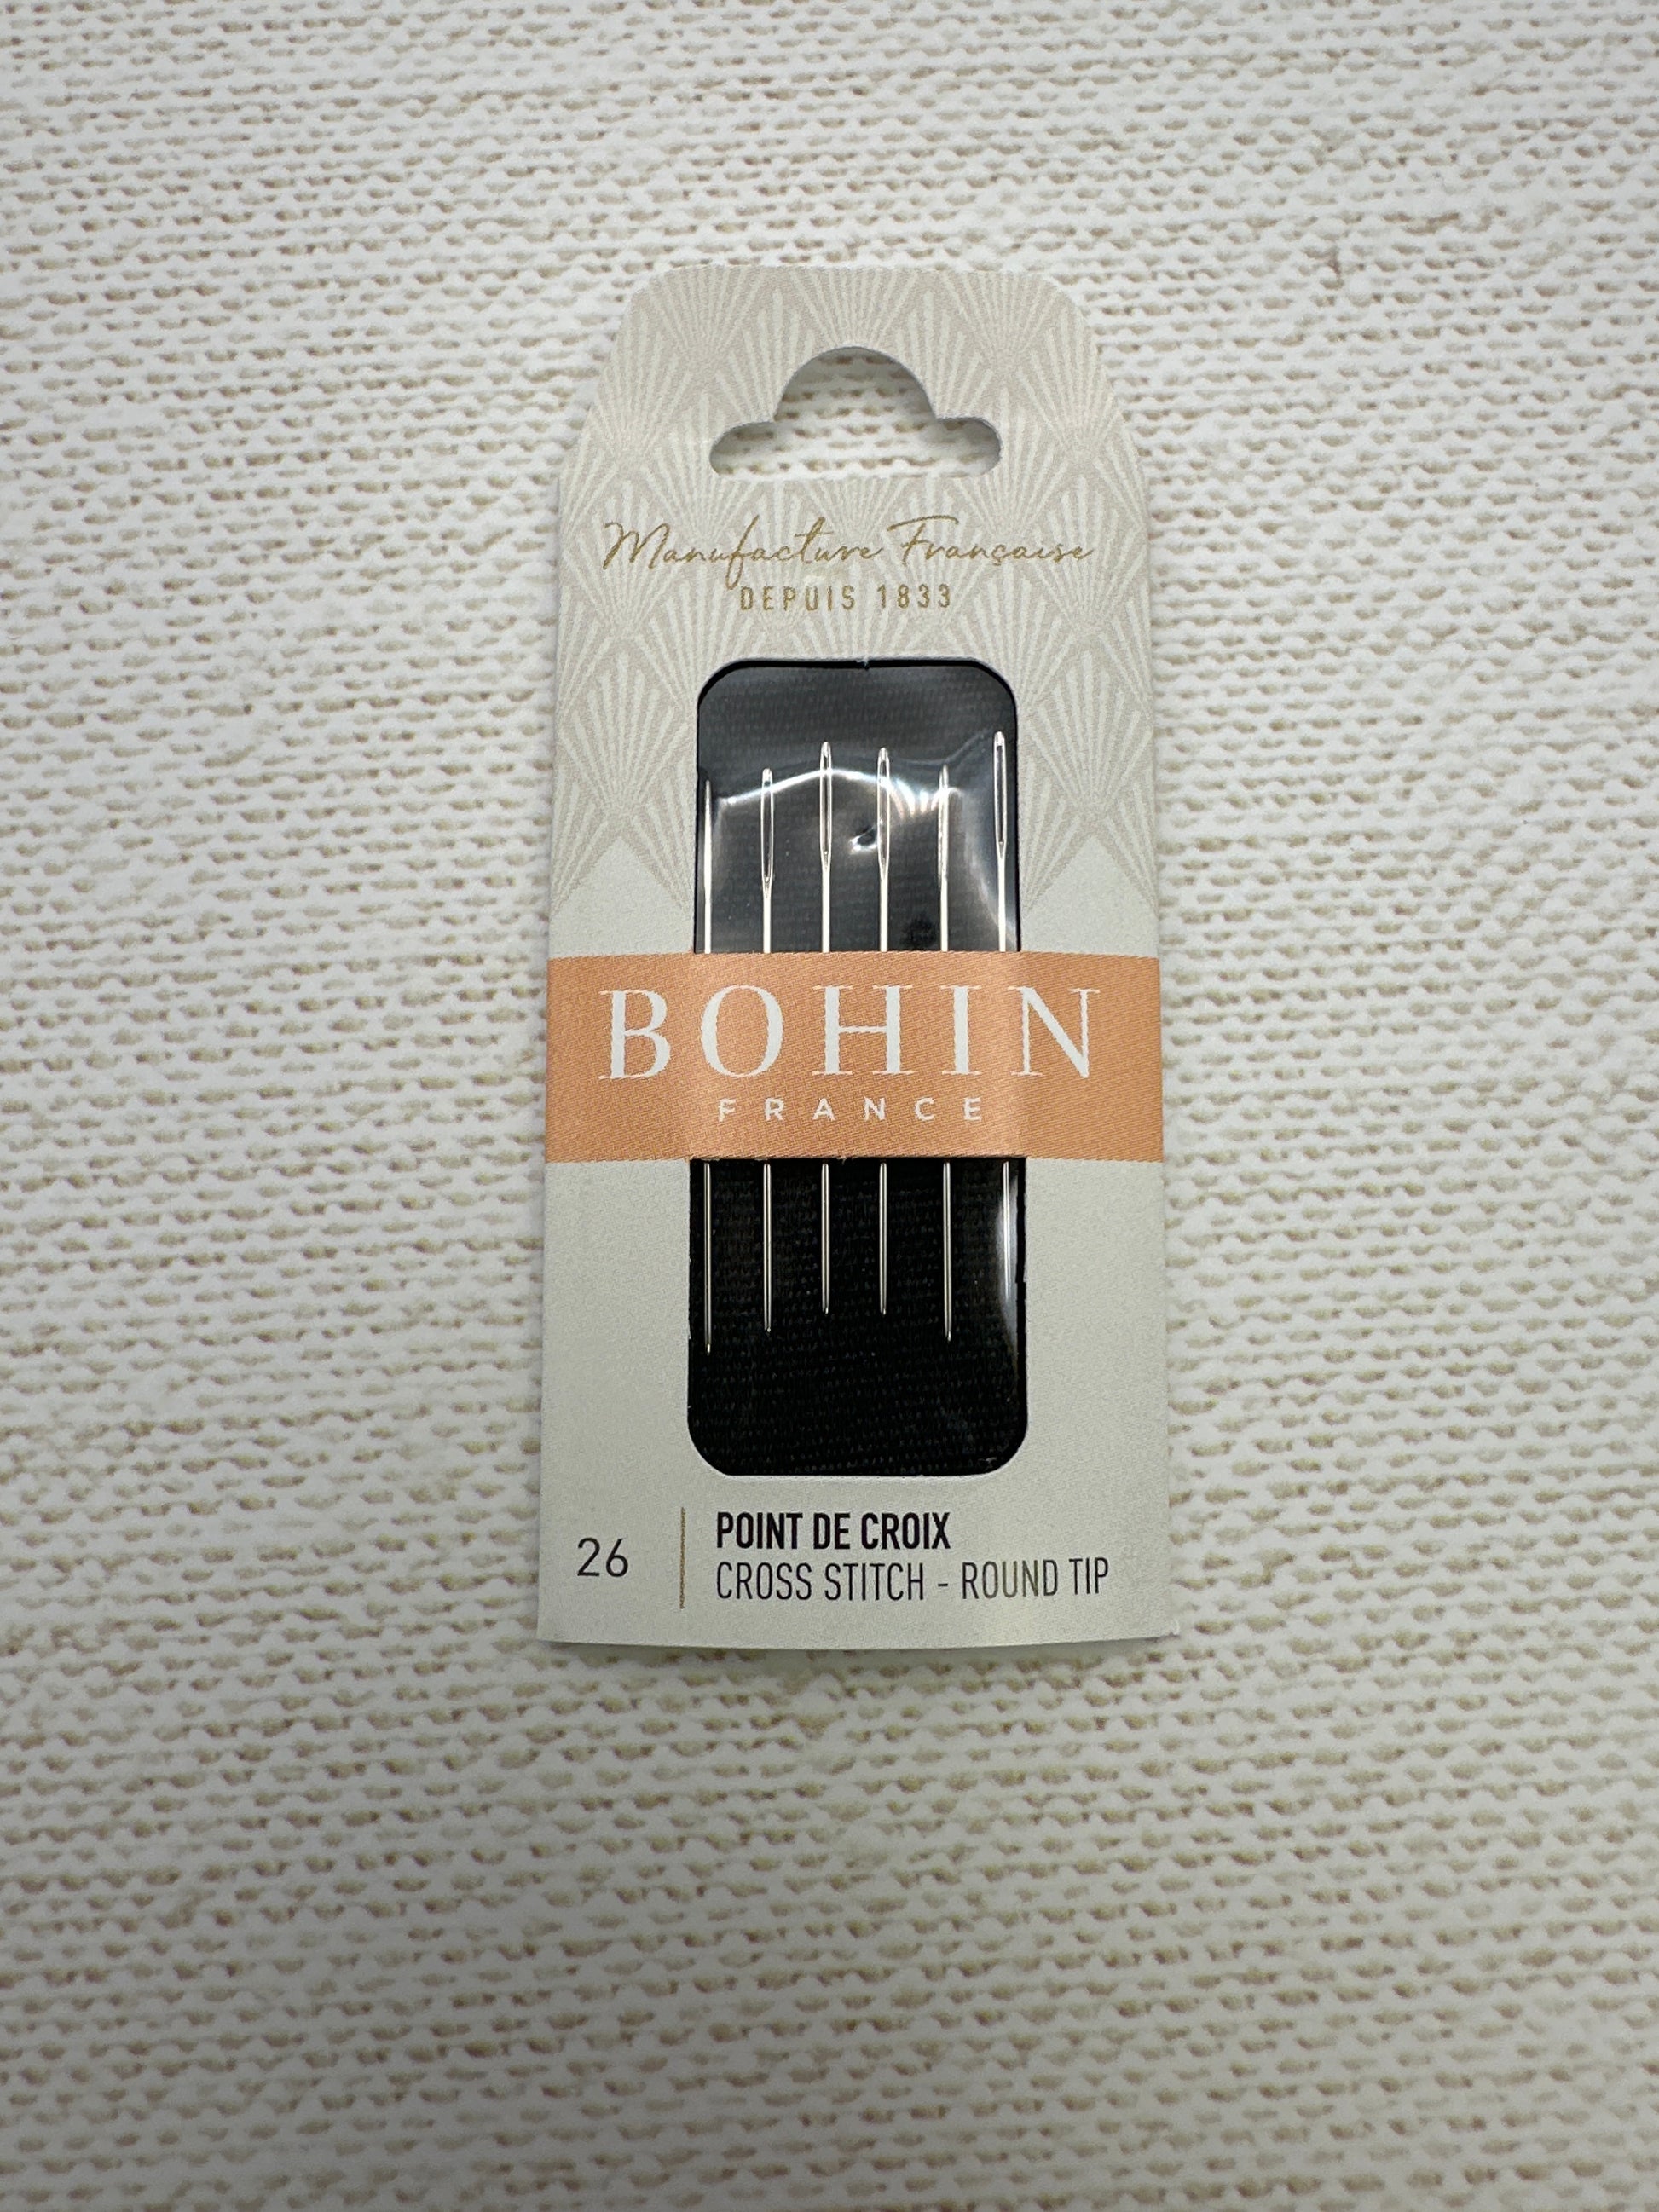 Manufacture Française
DEPUIS 1833
BOHIN
FRANCE
26
POINT DE CROIX
CROSS STITCH - ROUND TIP